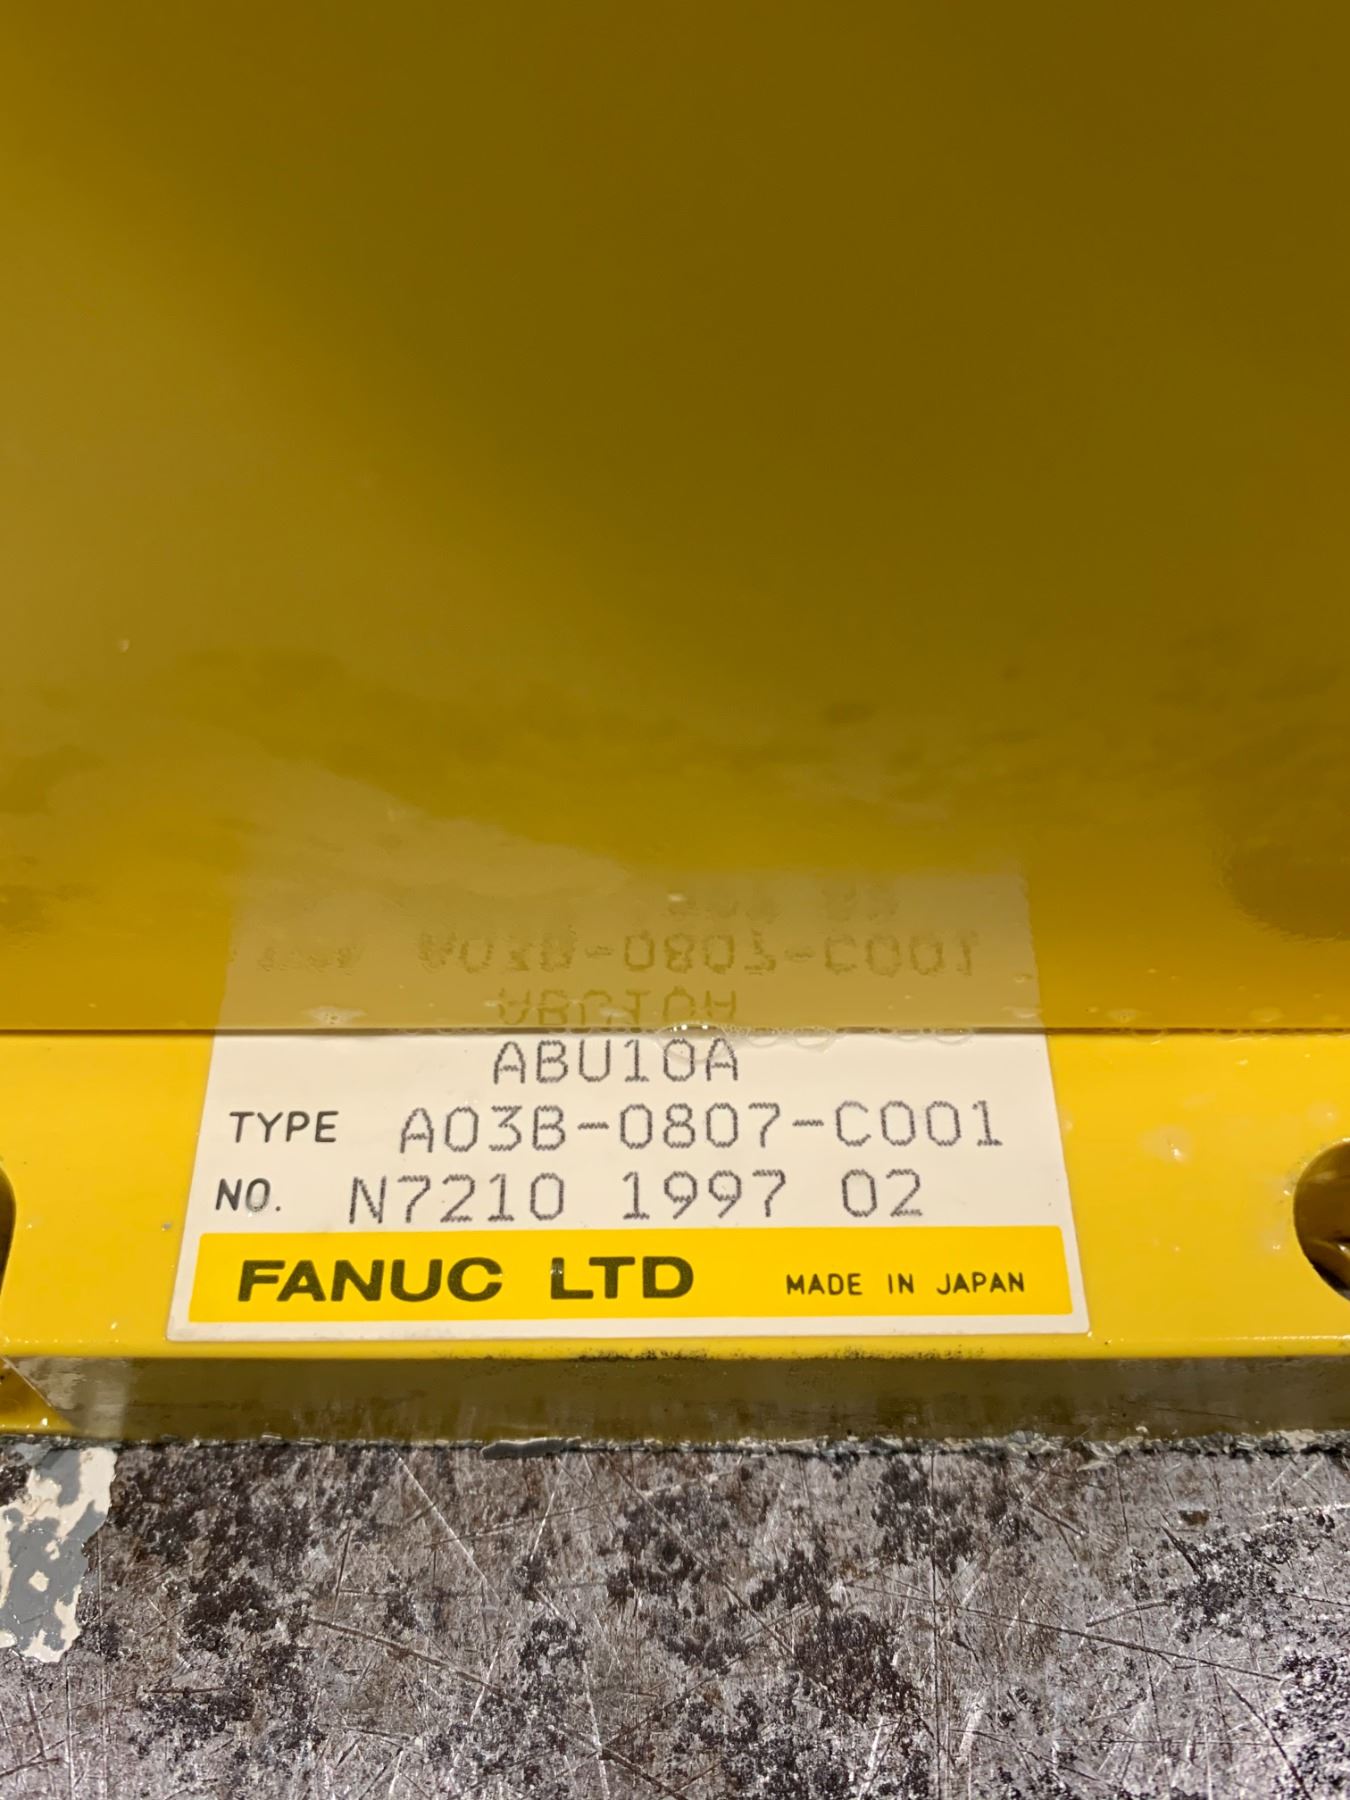 ABU10A
TYPE A03B-0807-C001
NO. N7210 1997 02
FANUC LTD MADE IN JAPAN